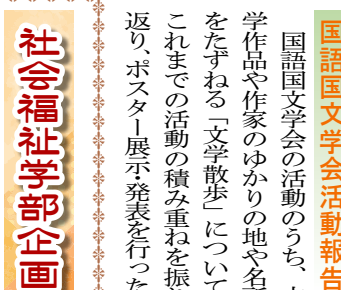 国語国文学会活動報告
国語国文学会の活動のうち、
学作品や作家のゆかりの地や名
をたずねる「文学散歩」について
これまでの活動の積み重ねを振
返り、ポスター展示・発表を行った
社会福祉学部企画